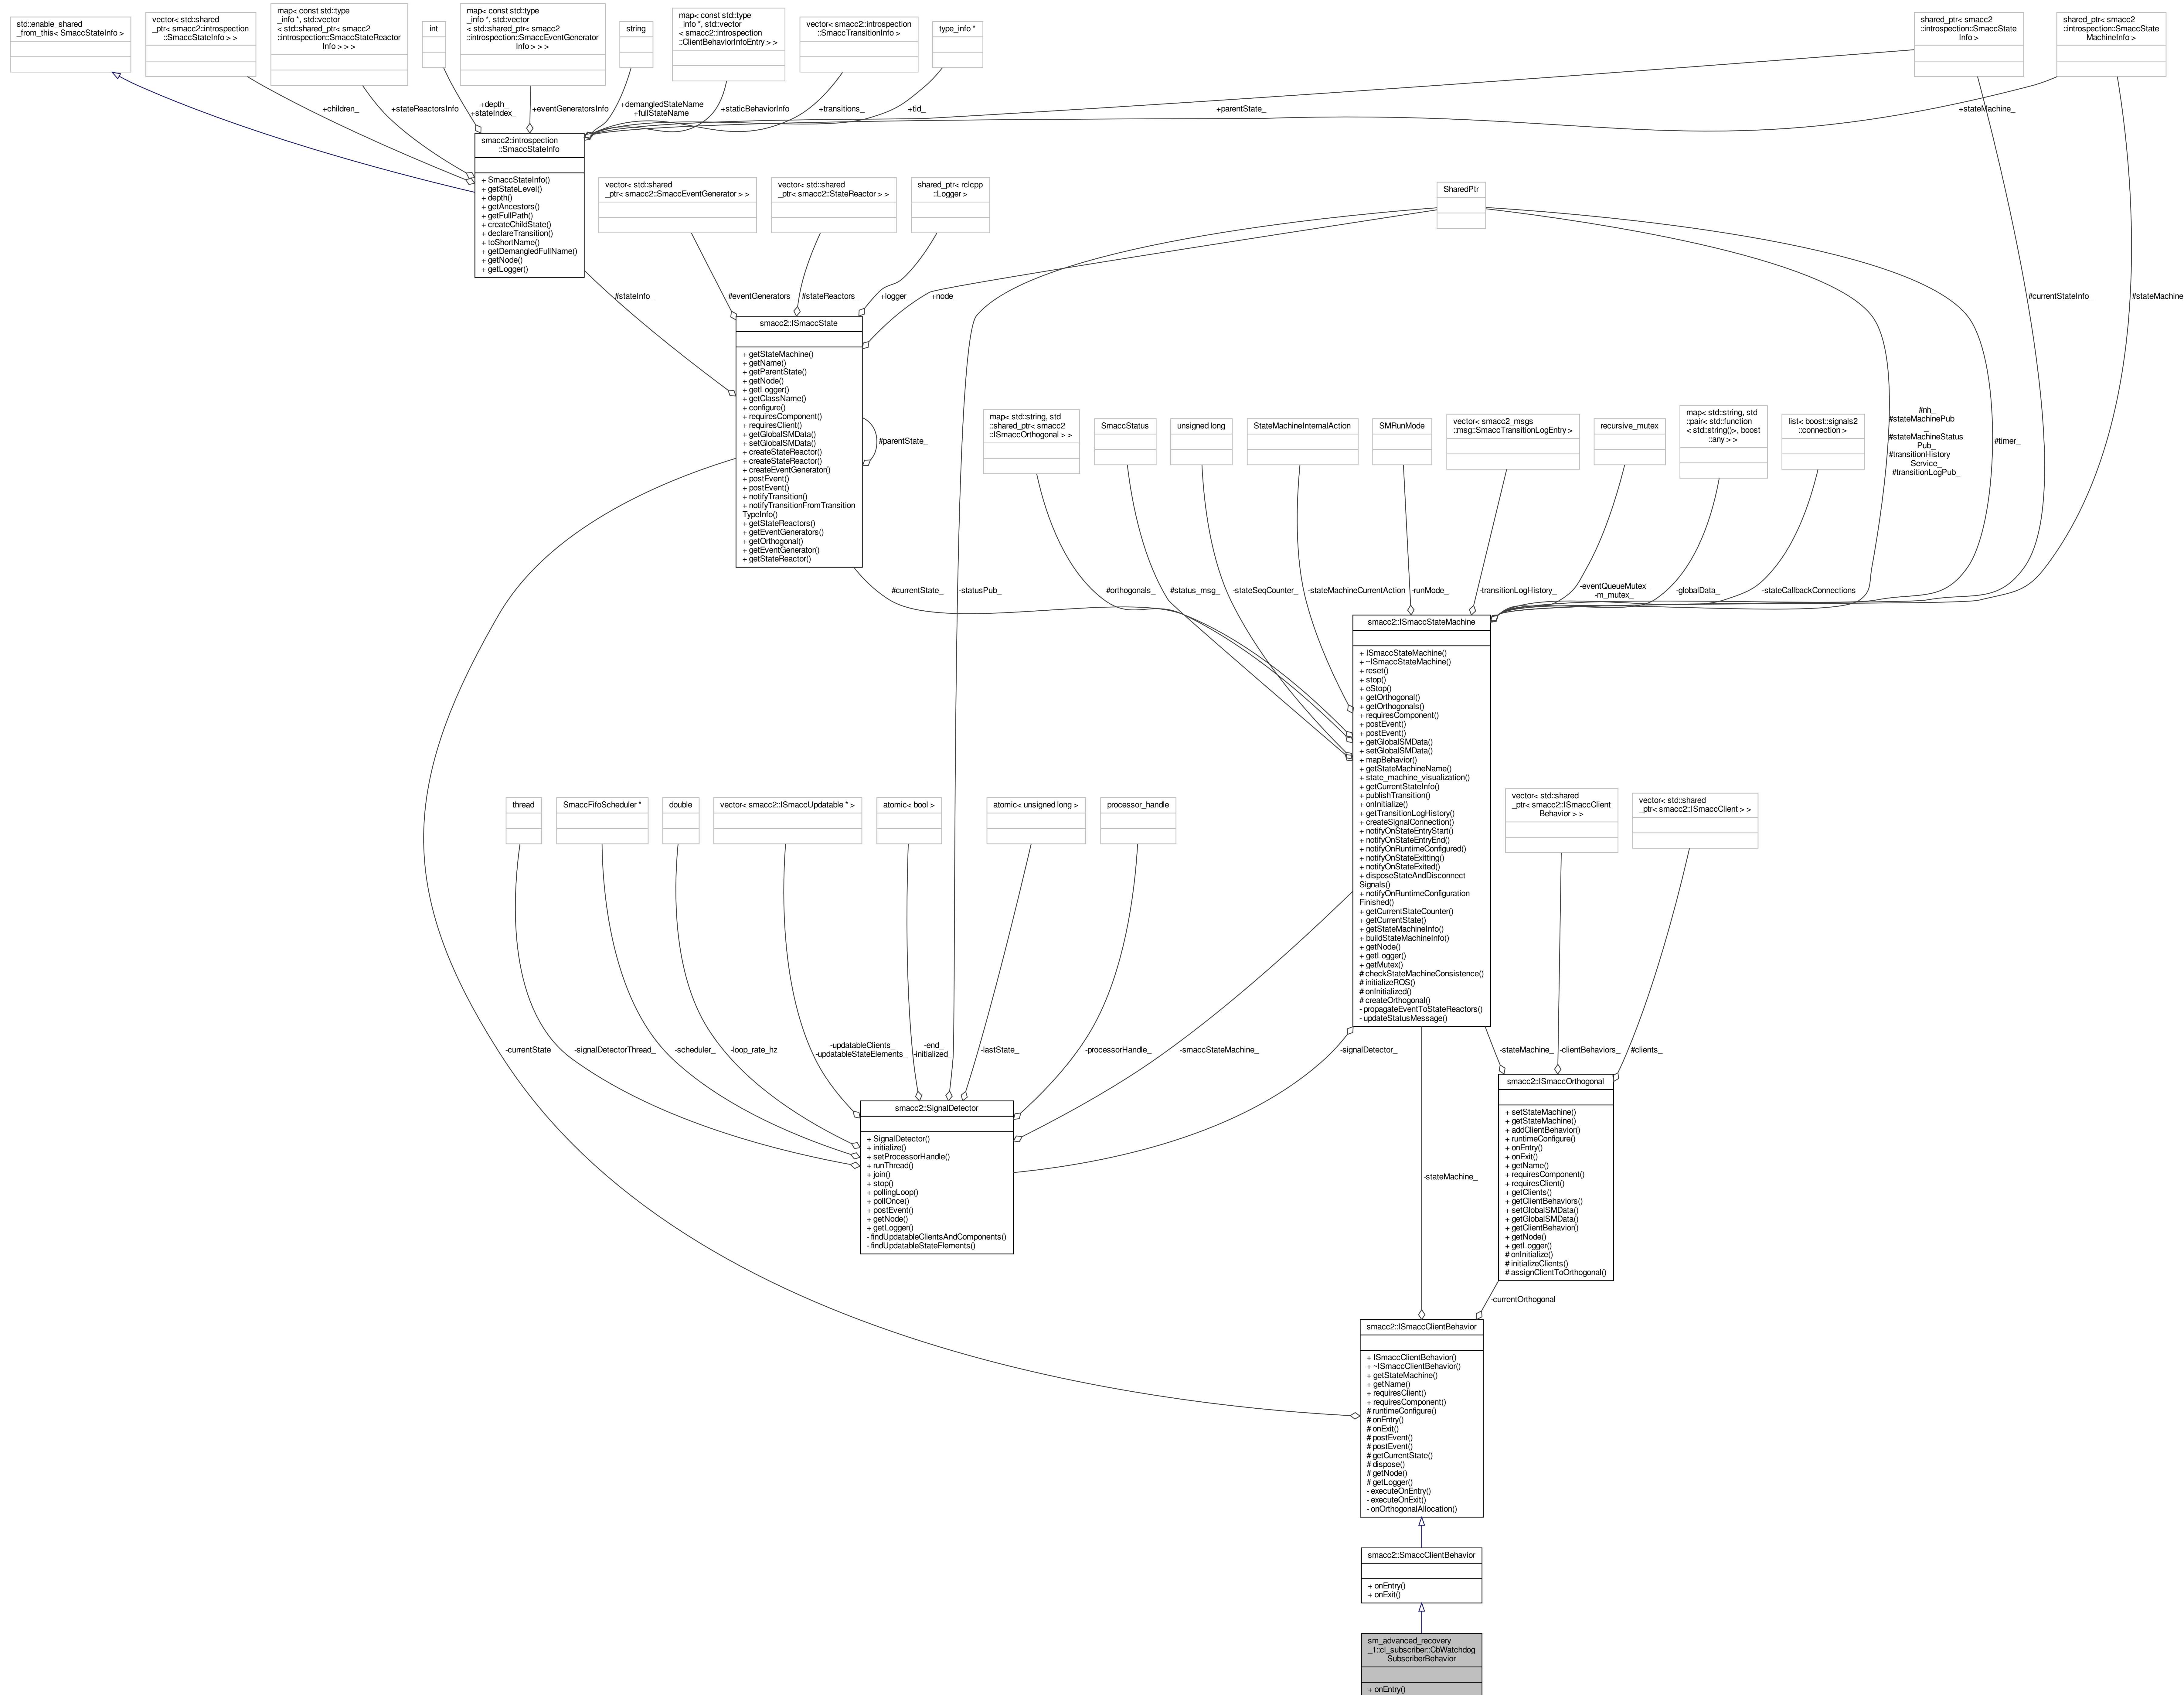 std::enable_shared
_from_this< SmaccStateInfo >
vector< std::shared
_ptr< smacc2::introspection
::SmaccStateInfo > >
map< const std::type
_info *, std::vector
< std::shared_ptr< smacc2
::introspection::SmaccStateReactor
Info > > >
int
map< const std::type
_info *, std::vector
< std::shared_ptr< smacc2
::introspection::SmaccEventGenerator
Info > > >
string
map< const std::type
_info *, std::vector
< smacc2::introspection
::ClientBehaviorInfoEntry > >
vector< smacc2::introspection
::SmaccTransitionInfo >
type_info *
shared_ptr< smacc2
::introspection::SmaccState
Info >
shared_ptr< smacc2
::introspection::SmaccState
MachineInfo >
+children_
+stateReactorsInfo
+depth_
+stateIndex_
+eventGeneratorsInfo
+demangledStateName
+fullStateName
+staticBehaviorInfo
+transitions_
+tid_
+parentState_
+stateMachine_
smacc2::introspection
::SmaccStateInfo
+ SmaccStateInfo()
+ getStateLevel()
+ depth()
+ getAncestors()
+ getFullPath()
+ createChildState()
+ declareTransition()
+ toShortName()
+ getDemangledFullName()
+ getNode()
+ getLogger()
vector< std::shared
_ptr< smacc2::SmaccEventGenerator > >
vector< std::shared
_ptr< smacc2::StateReactor > >
shared_ptr< rclcpp
::Logger >
SharedPtr
#stateInfo_
#eventGenerators_
#stateReactors_
+logger_
+node_
#currentStateInfo_
#stateMachine
smacc2::ISmaccState
+ getStateMachine()
+ getName()
+ getParentState()
+ getNode()
+ getLogger()
+ getClassName()
+ configure()
+ requiresComponent()
+ requiresClient()
+ getGlobalSMData()
+ setGlobalSMData()
+ createStateReactor()
+ createStateReactor()
+ createEventGenerator()
+ postEvent()
+ postEvent()
+ notifyTransition()
+ notifyTransitionFromTransition
TypeInfo()
+ getStateReactors()
+ getEventGenerators()
+ getOrthogonal()
+ getEventGenerator()
+ getStateReactor()
#parentState_
map< std::string, std
::shared_ptr< smacc2
::ISmaccOrthogonal > >
SmaccStatus
unsigned long
StateMachineInternalAction
SMRunMode
vector< smacc2_msgs
::msg::SmaccTransitionLogEntry >
recursive_mutex
map< std::string, std
::pair< std::function
< std::string()>, boost
::any > >
list< boost::signals2
::connection >
#nh_
#stateMachinePub
_
#stateMachineStatus
Pub_
#transitionHistory
Service_
#transitionLogPub_
#timer_
#currentState_
-statusPub_
#orthogonals_
#status_msg_
-stateSeqCounter_
-stateMachineCurrentAction
-runMode_
-transitionLogHistory_
-eventQueueMutex_
-m_mutex_
-globalData_
-stateCallbackConnections
smacc2::ISmaccStateMachine
+ ISmaccStateMachine()
+ ~ISmaccStateMachine()
+ reset()
+ stop()
+ eStop()
+ getOrthogonal()
+ getOrthogonals()
+ requiresComponent()
+ postEvent()
+ postEvent()
+ getGlobalSMData()
+ setGlobalSMData()
+ mapBehavior()
+ getStateMachineName()
+ state_machine_visualization()
+ getCurrentStateInfo()
+ publishTransition()
+ onInitialize()
+ getTransitionLogHistory()
+ createSignalConnection()
+ notifyOnStateEntryStart()
+ notifyOnStateEntryEnd()
+ notifyOnRuntimeConfigured()
+ notifyOnStateExitting()
+ notifyOnStateExited()
+ disposeStateAndDisconnect
Signals()
+ notifyOnRuntimeConfiguration
Finished()
+ getCurrentStateCounter()
+ getCurrentState()
+ getStateMachineInfo()
+ buildStateMachineInfo()
+ getNode()
+ getLogger()
+ getMutex()
# checkStateMachineConsistence()
# initializeROS()
# onInitialized()
# createOrthogonal()
- propagateEventToStateReactors()
- updateStatusMessage()
thread
SmaccFifoScheduler *
double
vector< smacc2::ISmaccUpdatable * >
atomic< bool >
atomic< unsigned long >
processor_handle
vector< std::shared
_ptr< smacc2::ISmaccClient
Behavior > >
vector< std::shared
_ptr< smacc2::ISmaccClient > >
-currentState
-signalDetectorThread_
-scheduler_
-loop_rate_hz
-updatableClients_
-updatableStateElements_
-end_
-initialized_
-lastState_
-processorHandle_
-smaccStateMachine_
-signalDetector_
-stateMachine_
-clientBehaviors_
#clients_
smacc2::SignalDetector
+ SignalDetector()
+ initialize()
+ setProcessorHandle()
+ runThread()
+ join()
+ stop()
+ pollingLoop()
+ pollOnce()
+ postEvent()
+ getNode()
+ getLogger()
- findUpdatableClientsAndComponents()
- findUpdatableStateElements()
-stateMachine_
smacc2::ISmaccOrthogonal
+ setStateMachine()
+ getStateMachine()
+ addClientBehavior()
+ runtimeConfigure()
+ onEntry()
+ onExit()
+ getName()
+ requiresComponent()
+ requiresClient()
+ getClients()
+ getClientBehaviors()
+ setGlobalSMData()
+ getGlobalSMData()
+ getClientBehavior()
+ getNode()
+ getLogger()
# onInitialize()
# initializeClients()
# assignClientToOrthogonal()
-currentOrthogonal
smacc2::ISmaccClientBehavior
+ ISmaccClientBehavior()
+ ~ISmaccClientBehavior()
+ getStateMachine()
+ getName()
+ requiresClient()
+ requiresComponent()
# runtimeConfigure()
# onEntry()
# onExit()
# postEvent()
# postEvent()
# getCurrentState()
# dispose()
# getNode()
# getLogger()
- executeOnEntry()
- executeOnExit()
- onOrthogonalAllocation()
smacc2::SmaccClientBehavior
+ onEntry()
+ onExit()
sm_advanced_recovery
_1::cl_subscriber::CbWatchdog
SubscriberBehavior
+ onEntry()